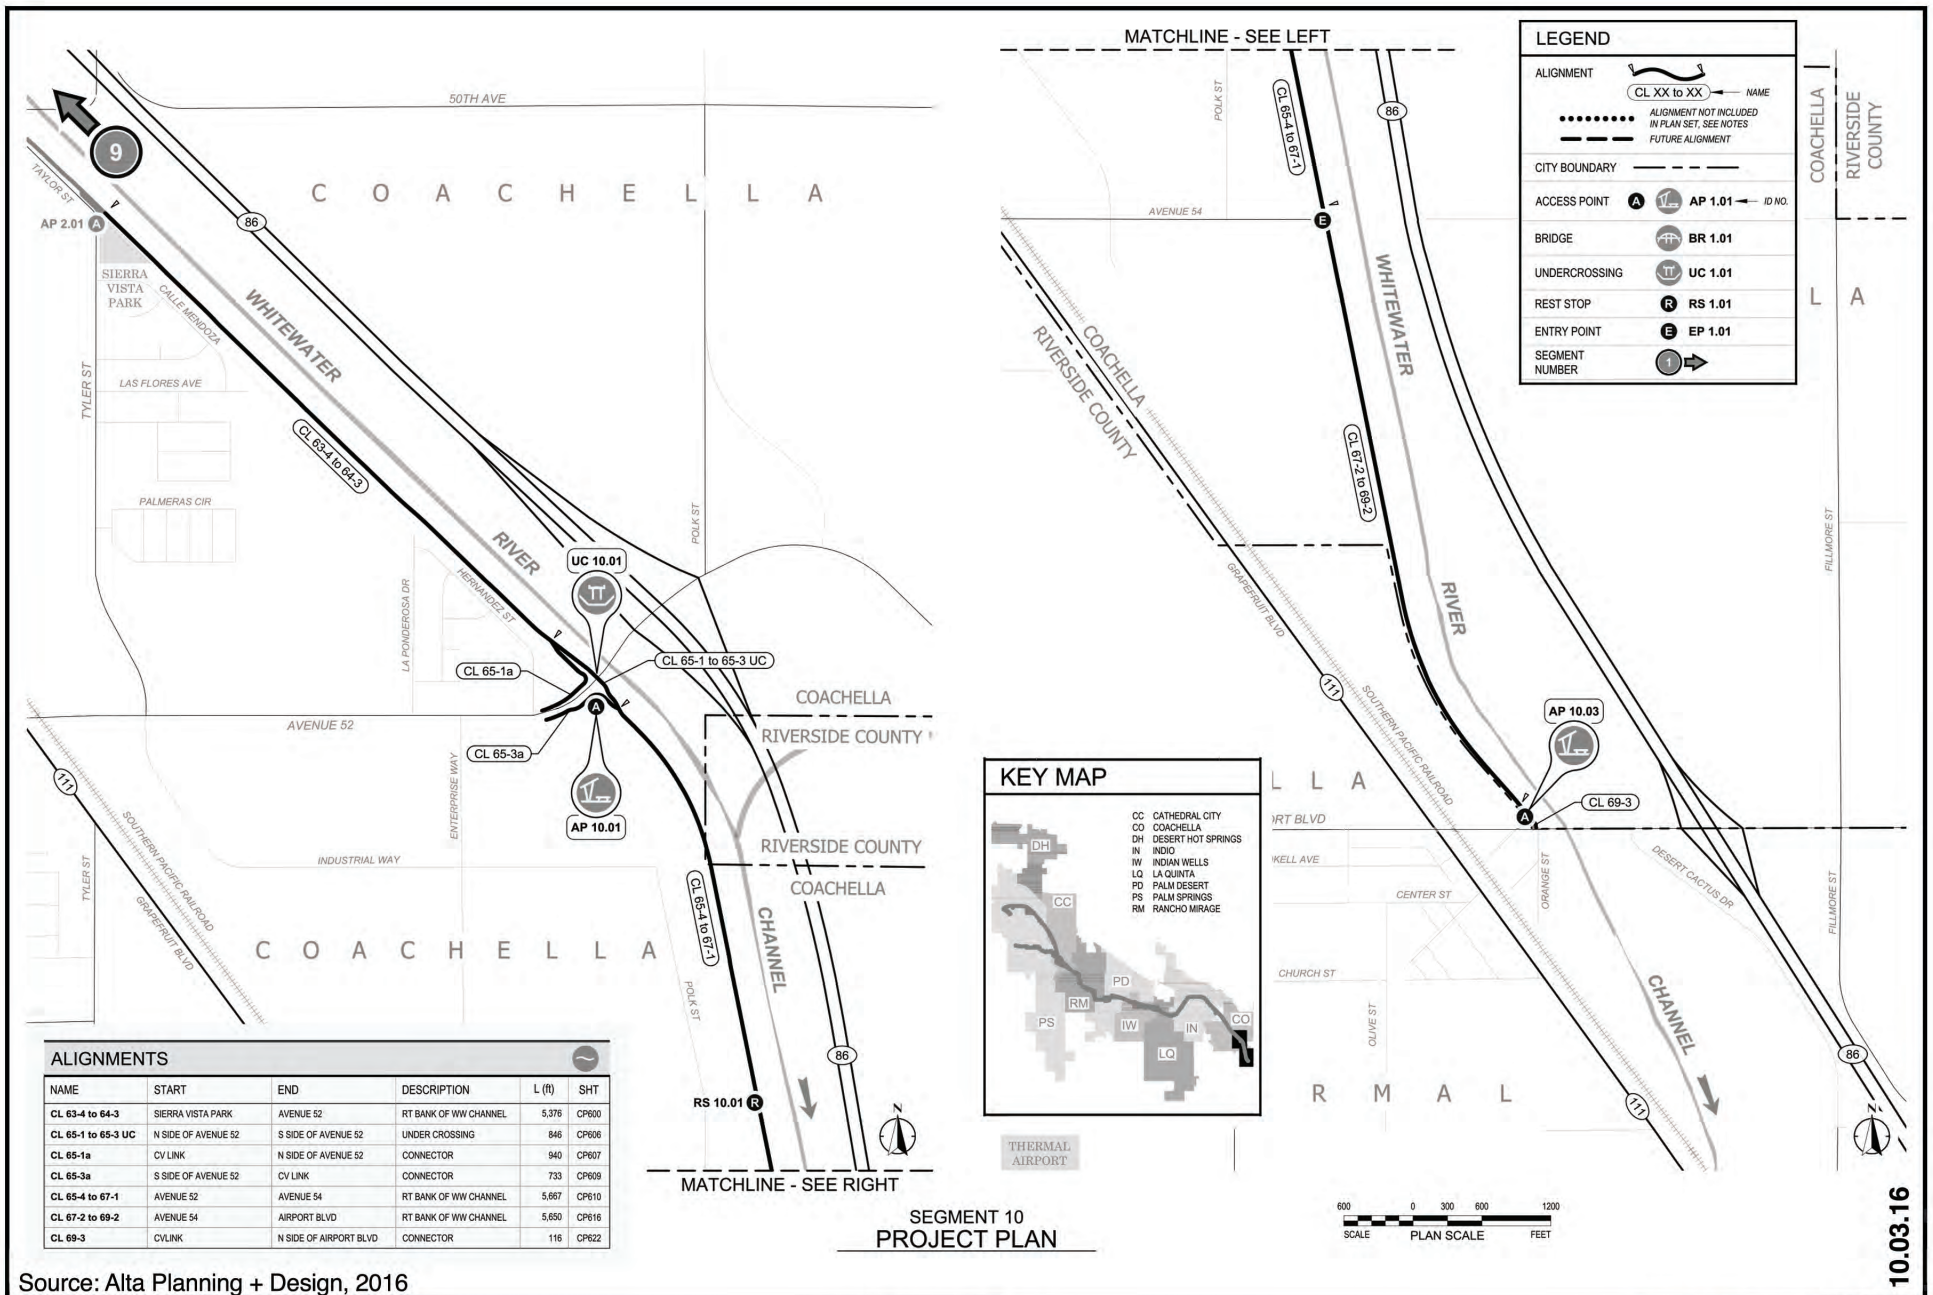 MATCHLINE - SEE LEFT
50TH AVE
9
TAYLOR ST
AP 2.01 A
SIERRA
VISTA
PARK
C O A C H E L L A
86
CALLE MENDOZA
WHITEWATER
TYLER ST
LAS FLORES AVE
CL 63-4 to 64-3
PALMERAS CIR
RIVER
POLK ST
UC 10.01
HERNANDEZ ST
LA PONDEROSA DR
CL 65-1a
CL 65-1 to 65-3 UC
A
AVENUE 52
CL 65-3a
COACHELLA
RIVERSIDE COUNTY
111
ENTERPRISE WAY
AP 10.01
RIVERSIDE COUNTY
COACHELLA
INDUSTRIAL WAY
TYLER ST
SOUTHERN PACIFIC RAILROAD
GRAPEFRUIT BLVD
CL 65-4 to 67-1
CHANNEL
C O A C H E L L A
POLK ST
86
RS 10.01 R
N
MATCHLINE - SEE RIGHT
ALIGNMENTS
NAME START END DESCRIPTION L (ft) SHT
CL 63-4 to 64-3 SIERRA VISTA PARK AVENUE 52 RT BANK OF WW CHANNEL 5,376 CP600
CL 65-1 to 65-3 UC N SIDE OF AVENUE 52 S SIDE OF AVENUE 52 UNDER CROSSING 846 CP606
CL 65-1a CV LINK N SIDE OF AVENUE 52 CONNECTOR 940 CP607
CL 65-3a S SIDE OF AVENUE 52 CV LINK CONNECTOR 733 CP609
CL 65-4 to 67-1 AVENUE 52 AVENUE 54 RT BANK OF WW CHANNEL 5,667 CP610
CL 67-2 to 69-2 AVENUE 54 AIRPORT BLVD RT BANK OF WW CHANNEL 5,650 CP616
CL 69-3 CVLINK N SIDE OF AIRPORT BLVD CONNECTOR 116 CP622
POLK ST
CL 65-4 to 67-1
86
AVENUE 54
E
WHITEWATER
COACHELLA
RIVERSIDE COUNTY
CL 67-2 to 69-2
GRAPEFRUIT BLVD
RIVER
111
SOUTHERN PACIFIC RAILROAD
FILLMORE ST
AP 10.03
A
CL 69-3
L L A
ORT BLVD
KELL AVE
CENTER ST
ORANGE ST
DESERT CACTUS DR
FILLMORE ST
CHURCH ST
OLIVE ST
CHANNEL
R M A L
86
111
N
THERMAL
AIRPORT
COACHELLA
RIVERSIDE
COUNTY
L A
LEGEND
ALIGNMENT
CL XX to XX NAME
ALIGNMENT NOT INCLUDED
IN PLAN SET, SEE NOTES
FUTURE ALIGNMENT
CITY BOUNDARY
ACCESS POINT A AP 1.01 ID NO.
BRIDGE BR 1.01
UNDERCROSSING UC 1.01
REST STOP R RS 1.01
ENTRY POINT E EP 1.01
SEGMENT
NUMBER 1
KEY MAP
CC CATHEDRAL CITY
CO COACHELLA
DH DESERT HOT SPRINGS
IN INDIO
IW INDIAN WELLS
LQ LA QUINTA
PD PALM DESERT
PS PALM SPRINGS
RM RANCHO MIRAGE
DH
CC
PD
RM
PS
IW
IN
CO
LQ
SEGMENT 10
PROJECT PLAN
600 0 300 600 1200
SCALE PLAN SCALE FEET
10.03.16
Source: Alta Planning + Design, 2016